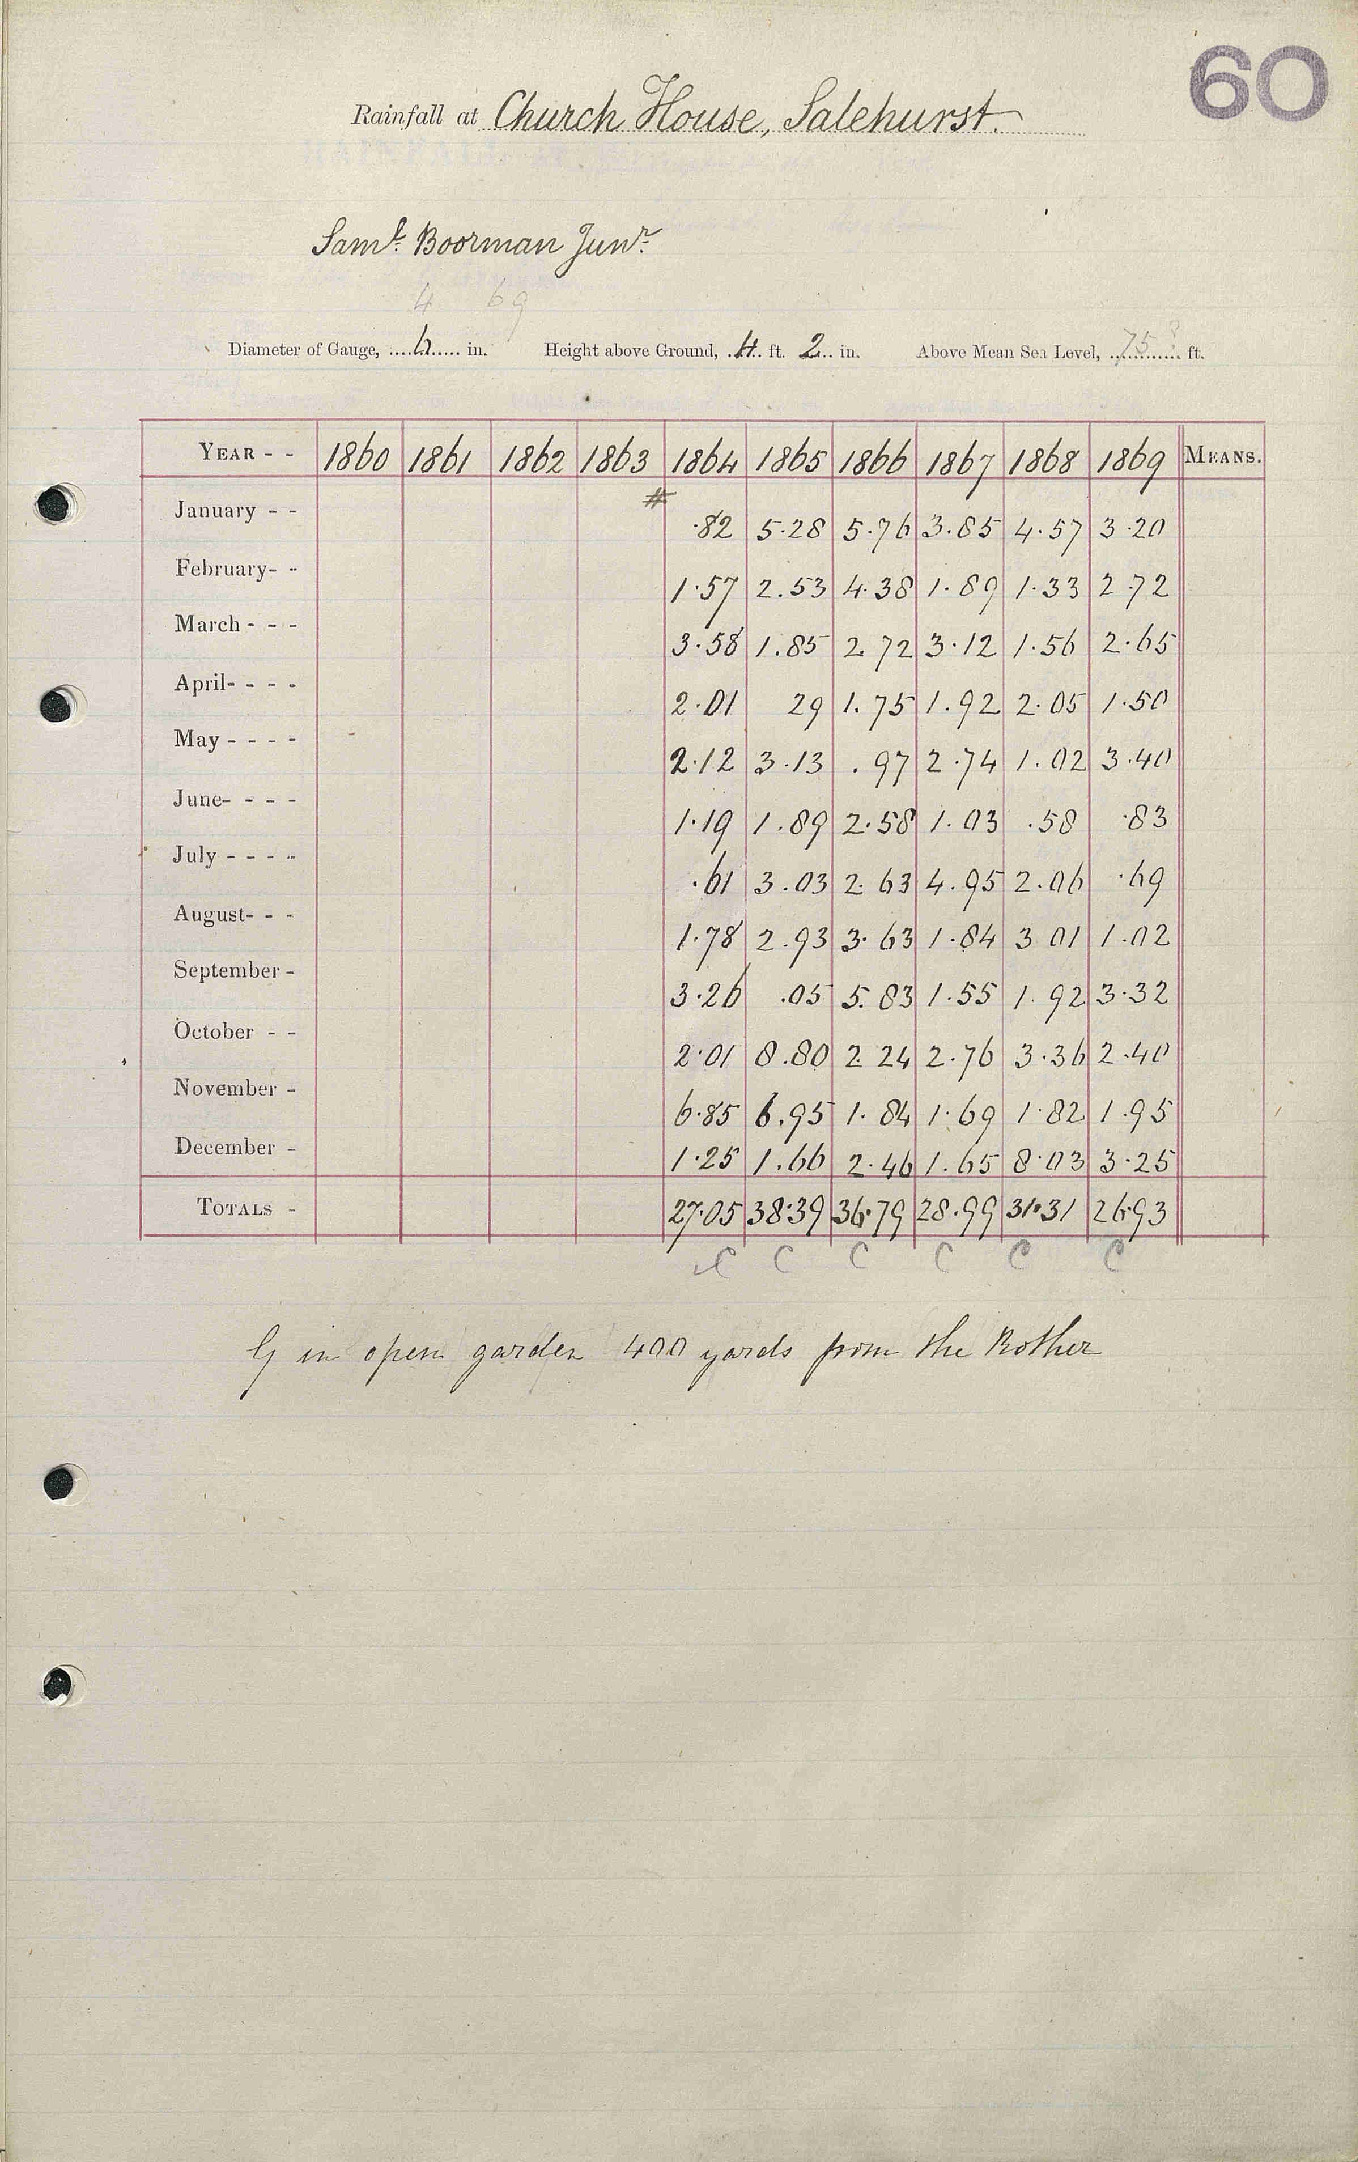 60
Rainfall at Church House, Salehurst.
Saml. Boorman Junr.
4 69
Diameter of Gauge, ....6...... in. Height above Ground, ..4.. ft. 2... in. Above Mean Sea Level, ...75?... ft.
YEAR - - 1860 1861 1862 1863 1864 1865 1866 1867 1868 1869 MEANS.
#
January - - ·82 5·28 5·76 3·85 4·57 3·20
February- - 1·57 2.53 4·38 1·89 1·33 2 72
March - - - 3·58 1.85 2 72 3·12 1·56 2·65
April- - - - 2·01 29 1.75 1.92 2·05 1·50
May - - - - 2·12 3·13 .97 2·74 1.02 3·40
June- - - - 1·19 1.89 2·58 1·03 ·58 ·83
July - - - - ·61 3.03 2 63 4.95 2.06 ·69
August- - - 1·78 2.93 3·63 1·84 3 01 1.02
September - 3·26 .05 5.83 1.55 1.92 3·32
October - - 2·01 8.80 2 24 2.76 3·36 2.40
November - 6·85 6.95 1·84 1·69 1·82 1.95
December - 1·25 1.66 2·46 1.65 8·03 3·25
TOTALS - 27·05 38·39 36·79 28.99 31·31 26·93
C C C C C C
G in open garden 400 yards from the Rother